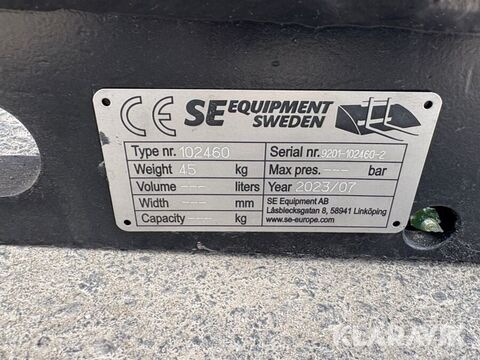 CE SE EQUIPMENT SWEDEN
Type nr. 102460 Serial nr. 9201-102460-2
Weight 45 kg Max pres. --- bar
Volume --- liters Year 2023/07
Width --- mm SE Equipment AB
Låsblecksgatan 8, 58941 Linköping
Capacity --- kg www.se-europe.com
KLARAVIK